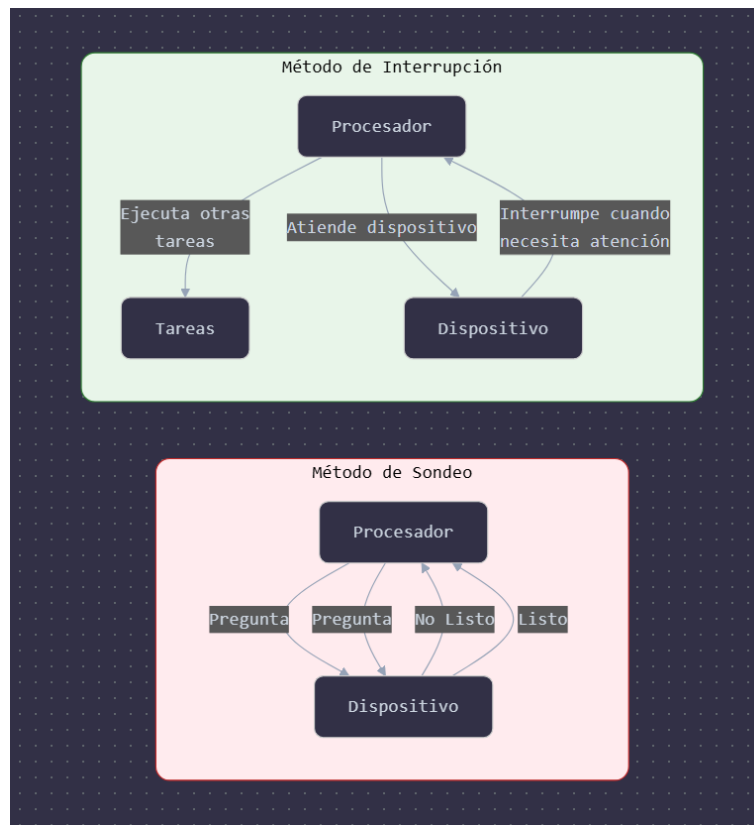 Método de Interrupción
Procesador
Ejecuta otras
tareas
Atiende dispositivo
Interrumpe cuando
necesita atención
Tareas
Dispositivo
Método de Sondeo
Procesador
Pregunta
Pregunta
No Listo
Listo
Dispositivo